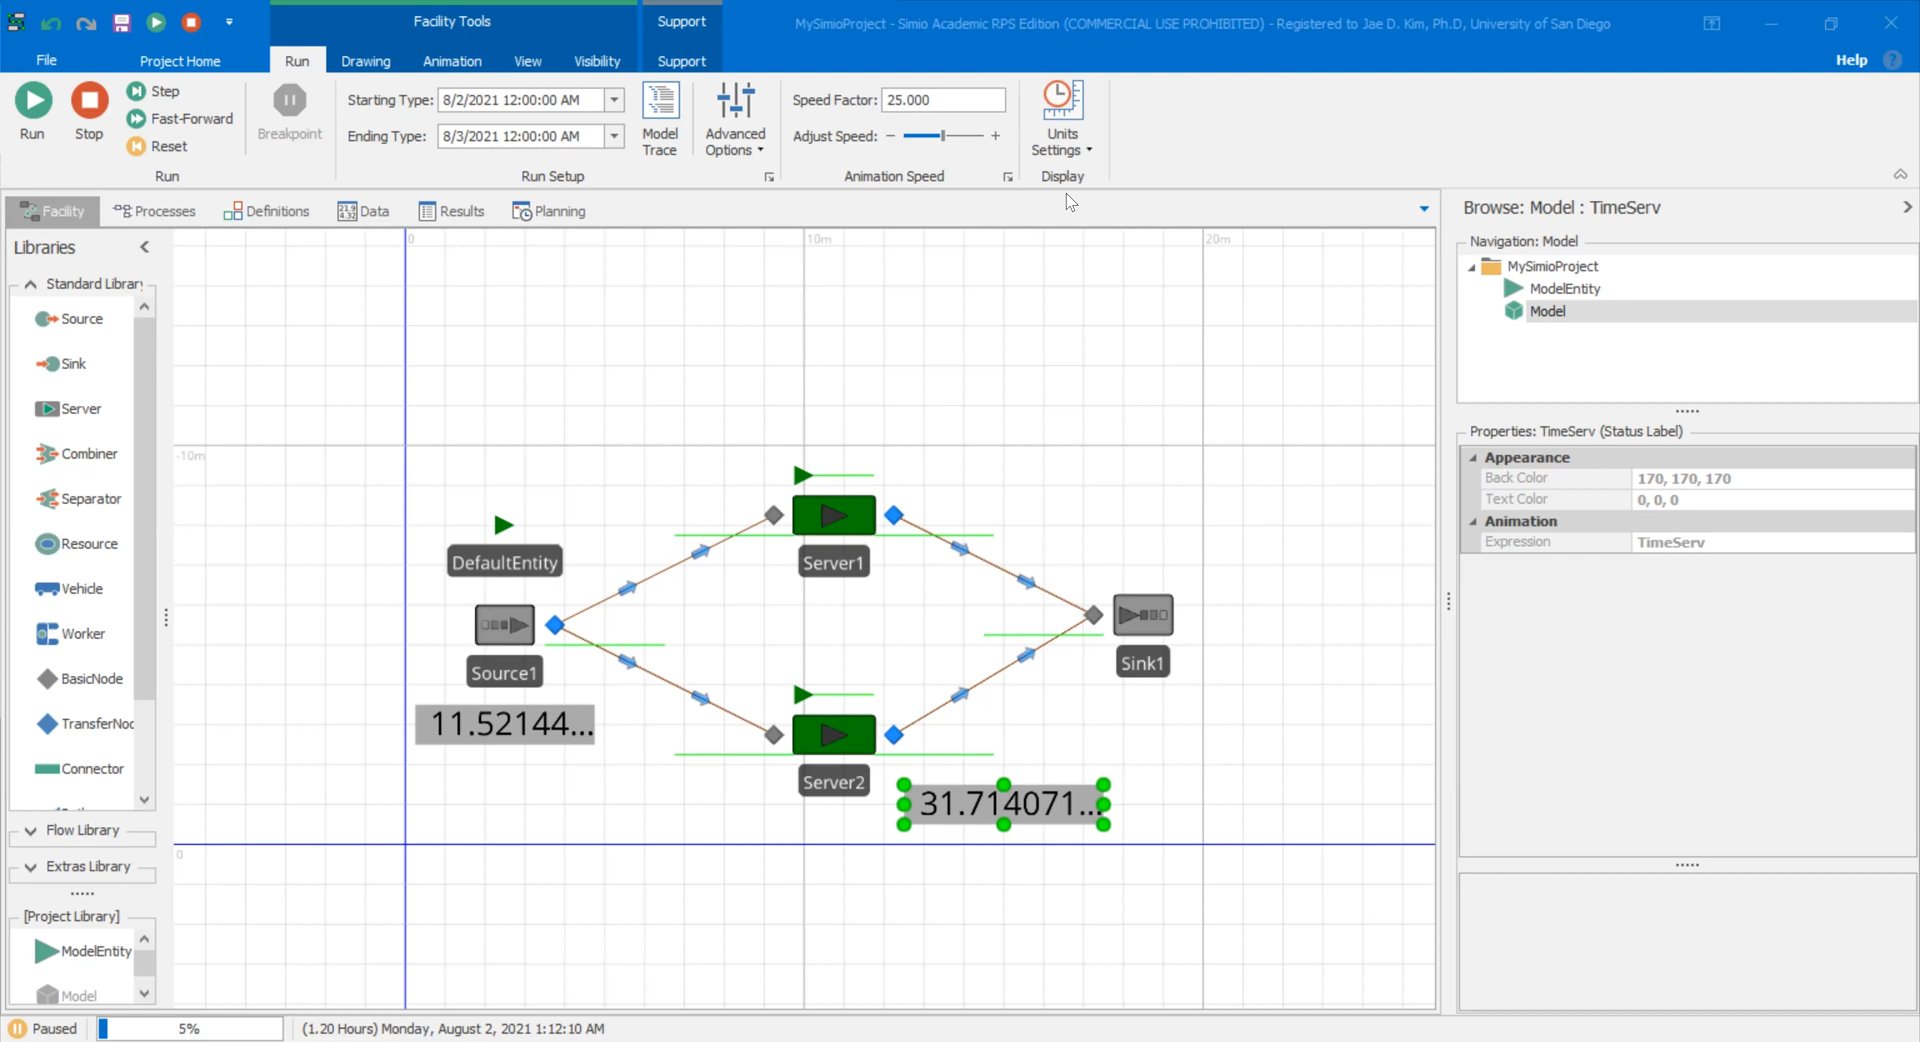 Facility Tools
Support
MySimioProject - Simio Academic RPS Edition (COMMERCIAL USE PROHIBITED) - Registered to Jae D. Kim, Ph.D, University of San Diego
File
Project Home
Run
Drawing
Animation
View
Visibility
Support
Help
Run
Stop
Step
Fast-Forward
Reset
Run
Breakpoint
Starting Type: 8/2/2021 12:00:00 AM
Ending Type: 8/3/2021 12:00:00 AM
Run Setup
Model
Trace
Advanced
Options
Speed Factor: 25.000
Adjust Speed: − +
Animation Speed
Units
Settings
Display
Facility
Processes
Definitions
Data
Results
Planning
Libraries
Standard Library
Source
Sink
Server
Combiner
Separator
Resource
Vehicle
Worker
BasicNode
TransferNod
Connector
Flow Library
Extras Library
[Project Library]
ModelEntity
Model
0
10m
20m
-10m
0
DefaultEntity
Source1
11.52144...
Server1
Server2
Sink1
31.714071...
Browse: Model : TimeServ
Navigation: Model
MySimioProject
ModelEntity
Model
Properties: TimeServ (Status Label)
Appearance
Back Color 170, 170, 170
Text Color 0, 0, 0
Animation
Expression TimeServ
Paused
5%
(1.20 Hours) Monday, August 2, 2021 1:12:10 AM